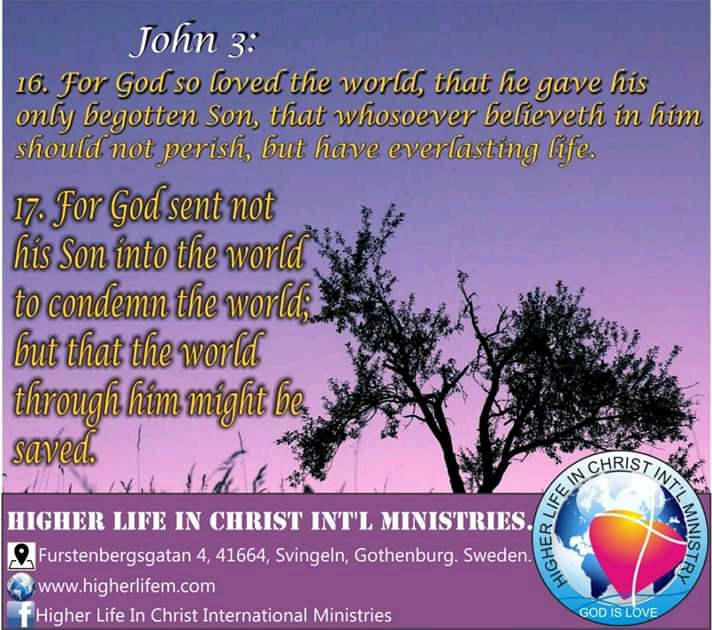 John 3:
16. For God so loved the world, that he gave his
only begotten Son, that whosoever believeth in him
should not perish, but have everlasting life.
17. For God sent not
his Son into the world
to condemn the world;
but that the world
through him might be
saved.
HIGHER LIFE IN CHRIST INT'L MINISTRIES.
Furstenbergsgatan 4, 41664, Svingeln, Gothenburg. Sweden.
www.higherlifem.com
f Higher Life In Christ International Ministries
HIGHER LIFE IN CHRIST INT'L MINISTRY
GOD IS LOVE